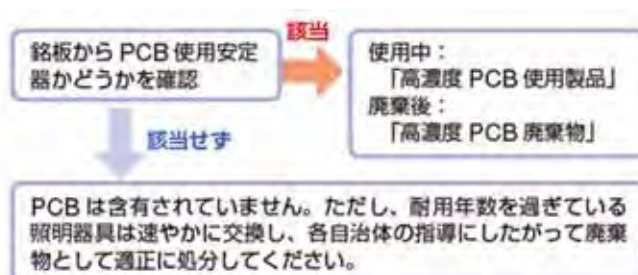 銘板から PCB 使用安定
器かどうかを確認
該当
使用中：
「高濃度 PCB 使用製品」
廃棄後：
「高濃度 PCB 廃棄物」
該当せず
PCB は含有されていません。ただし、耐用年数を過ぎている
照明器具は速やかに交換し、各自治体の指導にしたがって廃棄
物として適正に処分してください。